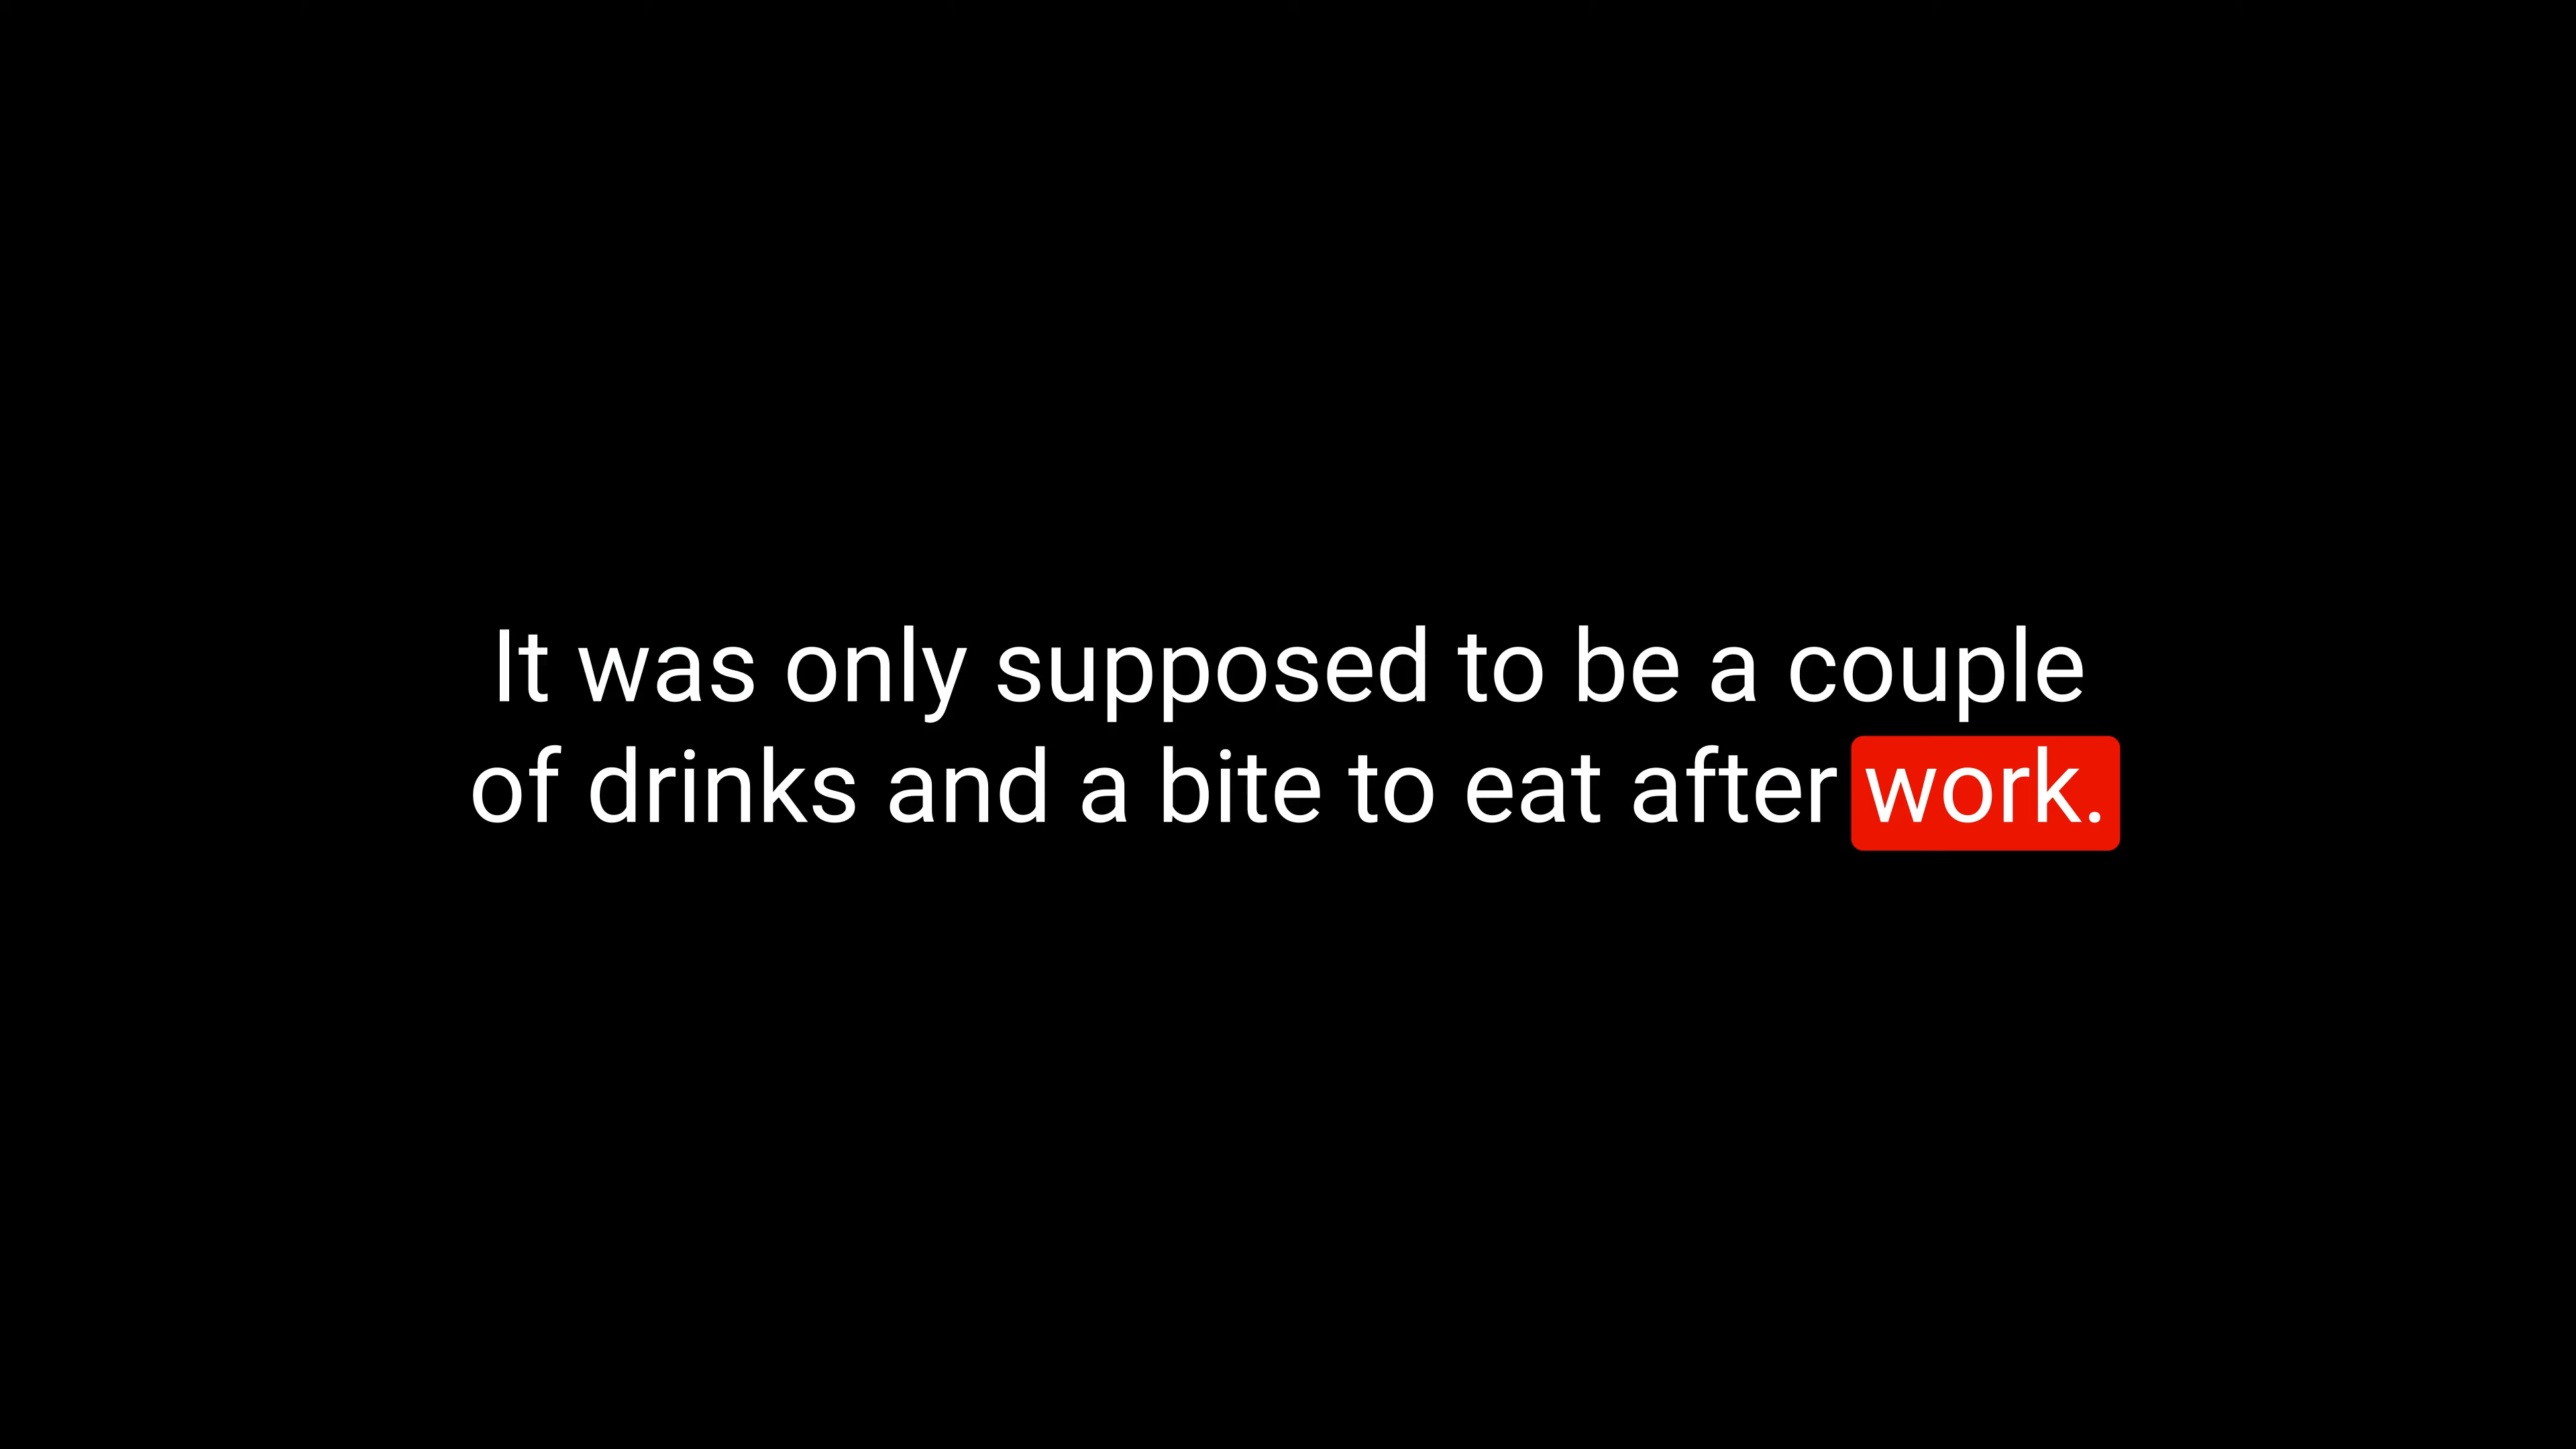 It was only supposed to be a couple
of drinks and a bite to eat after work.